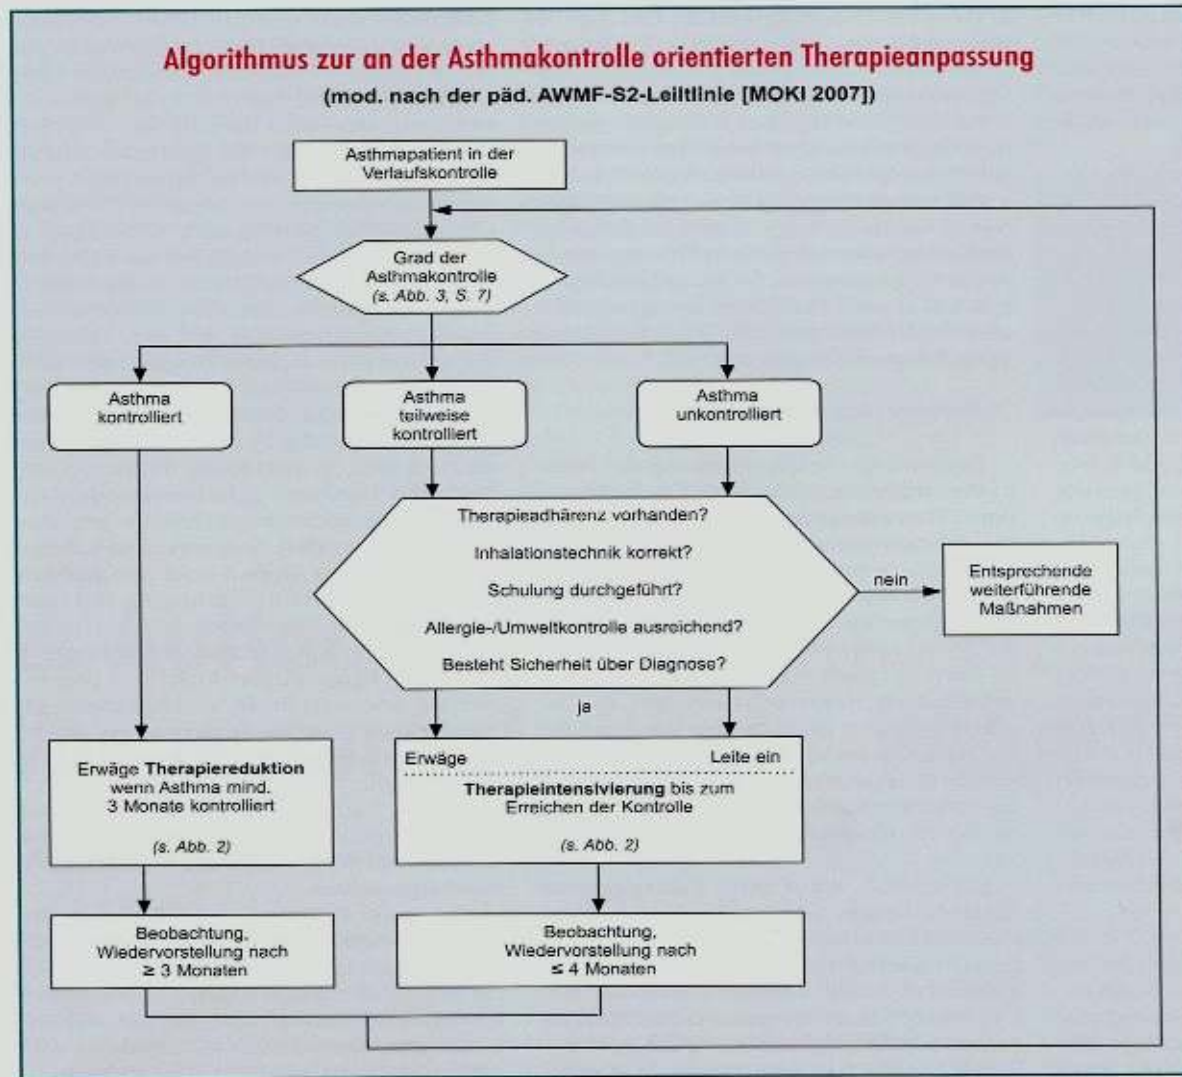 Algorithmus zur an der Asthmakontrolle orientierten Therapieanpassung
(mod. nach der päd. AWMF-S2-Leiltlinie [MOKI 2007])
Asthmapatient in der
Verlaufskontrolle
Grad der
Asthmakontrolle
(s. Abb. 3, S. 7)
Asthma
kontrolliert
Asthma
teilweise
kontrolliert
Asthma
unkontrolliert
Therapieadhärenz vorhanden?
Inhalationstechnik korrekt?
Schulung durchgeführt?
Allergie-/Umweltkontrolle ausreichend?
Besteht Sicherheit über Diagnose?
nein
Entsprechende
weiterführende
Maßnahmen
ja
Erwäge Therapiereduktion
wenn Asthma mind.
3 Monate kontrolliert
(s. Abb. 2)
Erwäge Leite ein
Therapieintensivierung bis zum
Erreichen der Kontrolle
(s. Abb. 2)
Beobachtung,
Wiedervorstellung nach
≥ 3 Monaten
Beobachtung,
Wiedervorstellung nach
≤ 4 Monaten